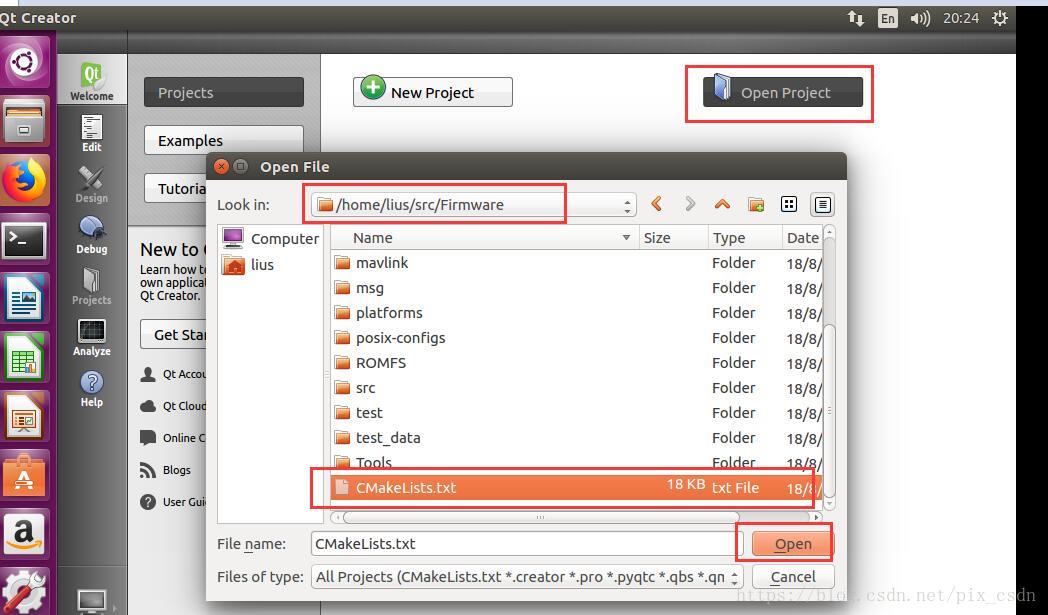 Qt Creator
En
20:24
Qt
Welcome
Edit
Design
Debug
Projects
Analyze
Help
Projects
Examples
Tutoria
New Project
Open Project
New to
Learn how to
own applicat
Qt Creator.
Get Star
Qt Accou
Qt Cloud
Online C
Blogs
User Gui
Open File
Look in:
/home/lius/src/Firmware
Computer
lius
Name Size Type Date
mavlink Folder 18/8/
msg Folder 18/8/
platforms Folder 18/8/
posix-configs Folder 18/8/
ROMFS Folder 18/8/
src Folder 18/8/
test Folder 18/8/
test_data Folder 18/8/
Tools Folder 18/8/
CMakeLists.txt 18 KB txt File 18/8/
File name: CMakeLists.txt Open
Files of type: All Projects (CMakeLists.txt *.creator *.pro *.pyqtc *.qbs *.qm Cancel
https://blog.csdn.net/pix_csdn